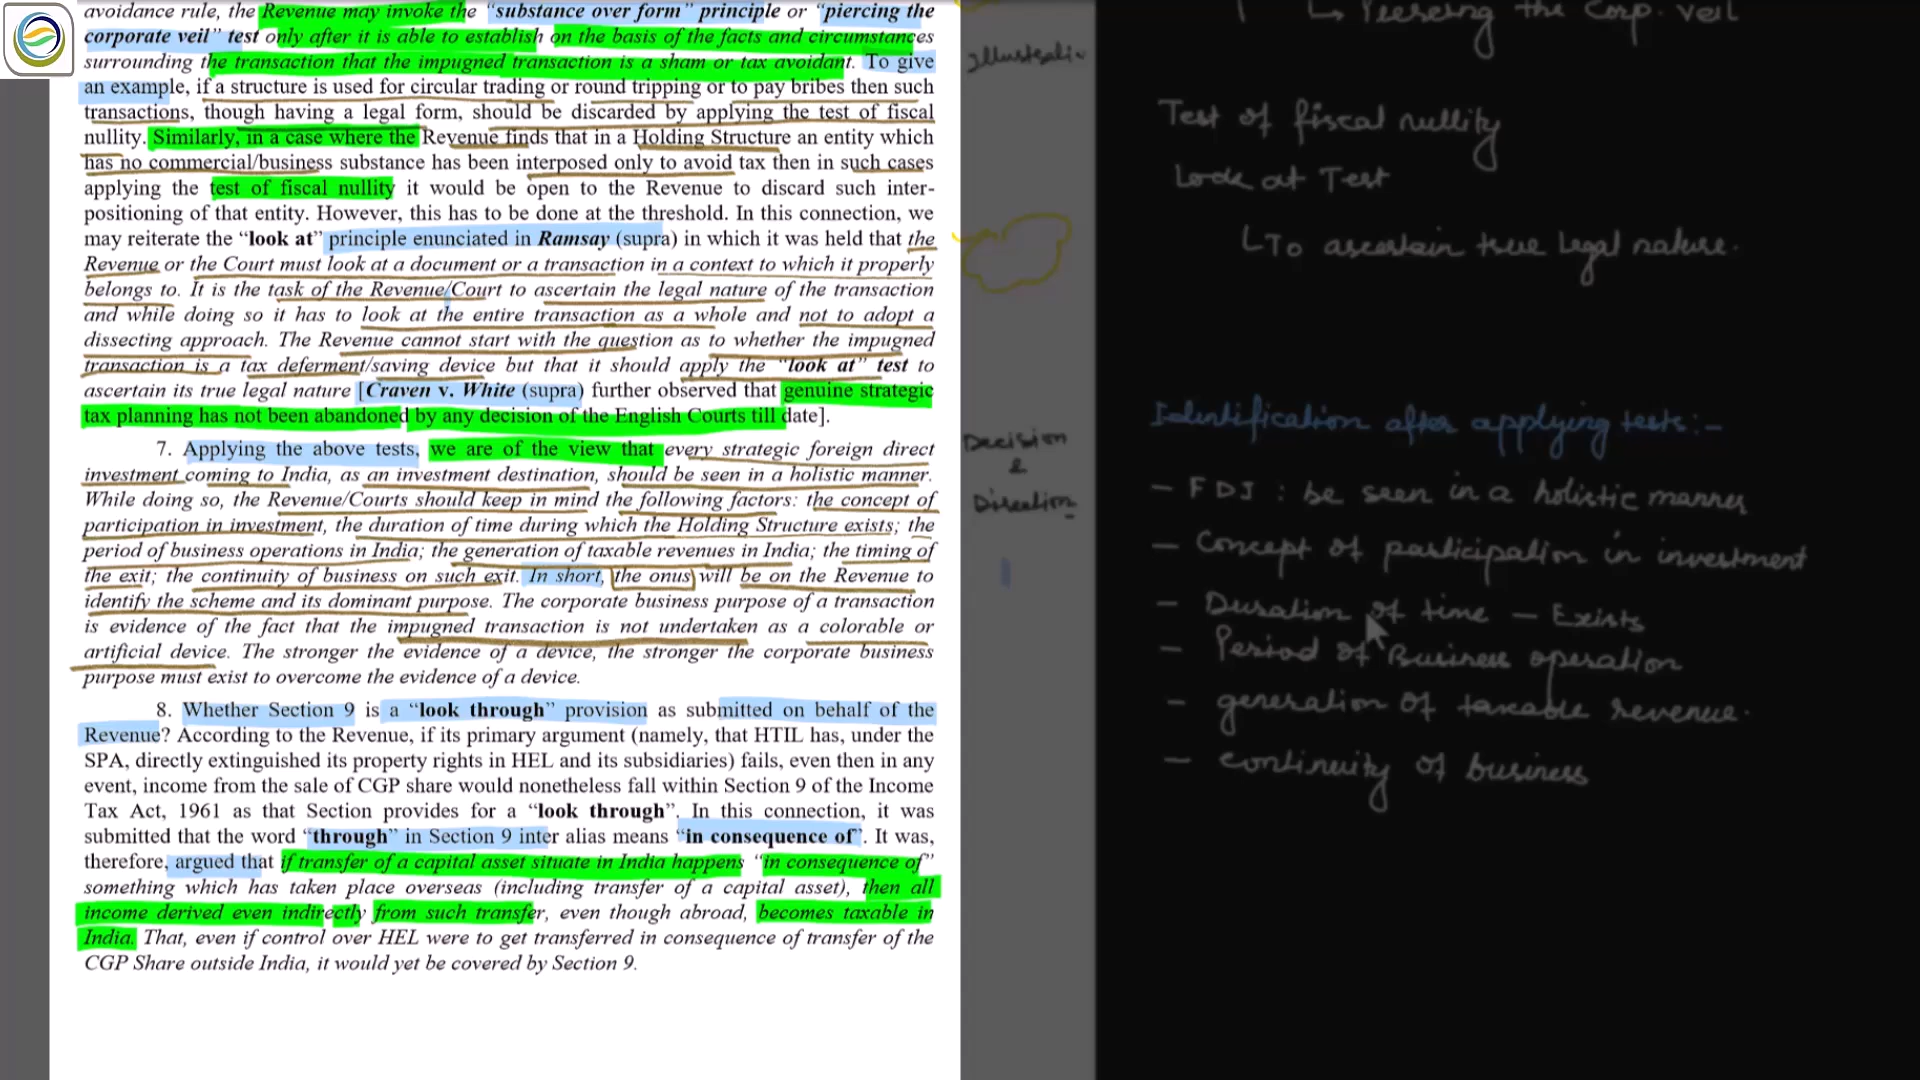 avoidance rule, the Revenue may invoke the “substance over form” principle or “piercing the
corporate veil” test only after it is able to establish on the basis of the facts and circumstances
surrounding the transaction that the impugned transaction is a sham or tax avoidant. To give
an example, if a structure is used for circular trading or round tripping or to pay bribes then such
transactions, though having a legal form, should be discarded by applying the test of fiscal
nullity. Similarly, in a case where the Revenue finds that in a Holding Structure an entity which
has no commercial/business substance has been interposed only to avoid tax then in such cases
applying the test of fiscal nullity it would be open to the Revenue to discard such inter-
positioning of that entity. However, this has to be done at the threshold. In this connection, we
may reiterate the “look at” principle enunciated in Ramsay (supra) in which it was held that the
Revenue or the Court must look at a document or a transaction in a context to which it properly
belongs to. It is the task of the Revenue/Court to ascertain the legal nature of the transaction
and while doing so it has to look at the entire transaction as a whole and not to adopt a
dissecting approach. The Revenue cannot start with the question as to whether the impugned
transaction is a tax deferment/saving device but that it should apply the “look at” test to
ascertain its true legal nature [Craven v. White (supra) further observed that genuine strategic
tax planning has not been abandoned by any decision of the English Courts till date].
7. Applying the above tests, we are of the view that every strategic foreign direct
investment coming to India, as an investment destination, should be seen in a holistic manner.
While doing so, the Revenue/Courts should keep in mind the following factors: the concept of
participation in investment, the duration of time during which the Holding Structure exists; the
period of business operations in India; the generation of taxable revenues in India; the timing of
the exit; the continuity of business on such exit. In short, the onus will be on the Revenue to
identify the scheme and its dominant purpose. The corporate business purpose of a transaction
is evidence of the fact that the impugned transaction is not undertaken as a colorable or
artificial device. The stronger the evidence of a device, the stronger the corporate business
purpose must exist to overcome the evidence of a device.
8. Whether Section 9 is a “look through” provision as submitted on behalf of the
Revenue? According to the Revenue, if its primary argument (namely, that HTIL has, under the
SPA, directly extinguished its property rights in HEL and its subsidiaries) fails, even then in any
event, income from the sale of CGP share would nonetheless fall within Section 9 of the Income
Tax Act, 1961 as that Section provides for a “look through”. In this connection, it was
submitted that the word “through” in Section 9 inter alias means “in consequence of”. It was,
therefore, argued that if transfer of a capital asset situate in India happens “in consequence of”
something which has taken place overseas (including transfer of a capital asset), then all
income derived even indirectly from such transfer, even though abroad, becomes taxable in
India. That, even if control over HEL were to get transferred in consequence of transfer of the
CGP Share outside India, it would yet be covered by Section 9.
Decision
&
Direction
Piercing the Corp. veil
Test of fiscal nullity
Look at Test
To ascertain true legal nature.
Identification after applying tests:-
- FDI : be seen in a holistic manner
- Concept of participation in investment
- Duration of time - Exists
- Period of Business operation
- generation of taxable revenue.
- continuity of business